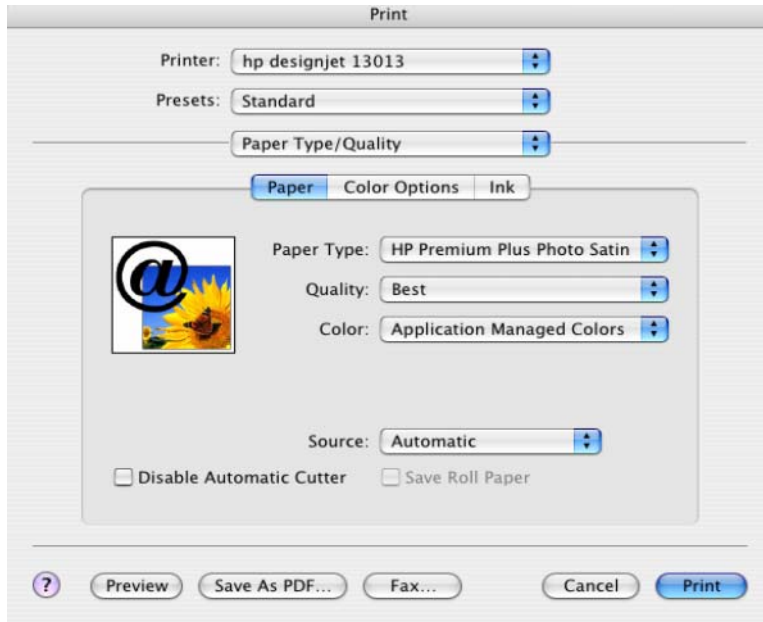 Print
Printer: hp designjet 13013
Presets: Standard
Paper Type/Quality
Paper Color Options Ink
@
Paper Type: HP Premium Plus Photo Satin
Quality: Best
Color: Application Managed Colors
Source: Automatic
Disable Automatic Cutter Save Roll Paper
? Preview Save As PDF... Fax... Cancel Print